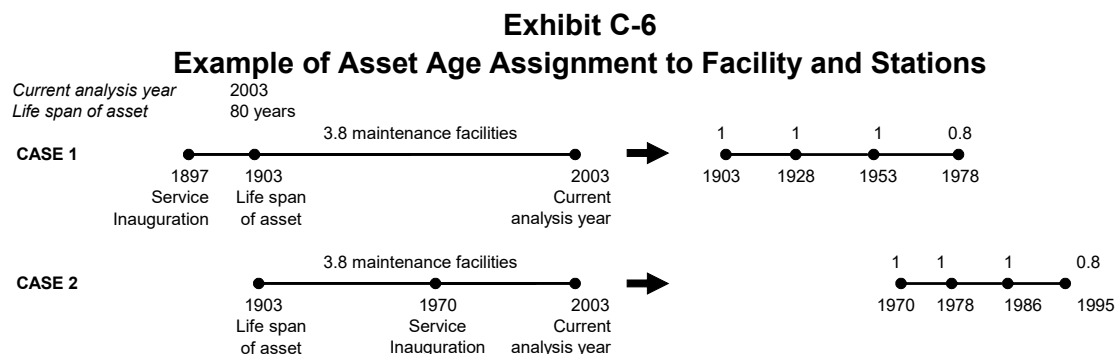 Exhibit C-6
Example of Asset Age Assignment to Facility and Stations
Current analysis year 2003
Life span of asset 80 years
3.8 maintenance facilities 1 1 1 0.8
CASE 1
1897 1903 2003 1903 1928 1953 1978
Service Life span Current
Inauguration of asset analysis year
3.8 maintenance facilities 1 1 1 0.8
CASE 2
1903 1970 2003 1970 1978 1986 1995
Life span Service Current
of asset Inauguration analysis year